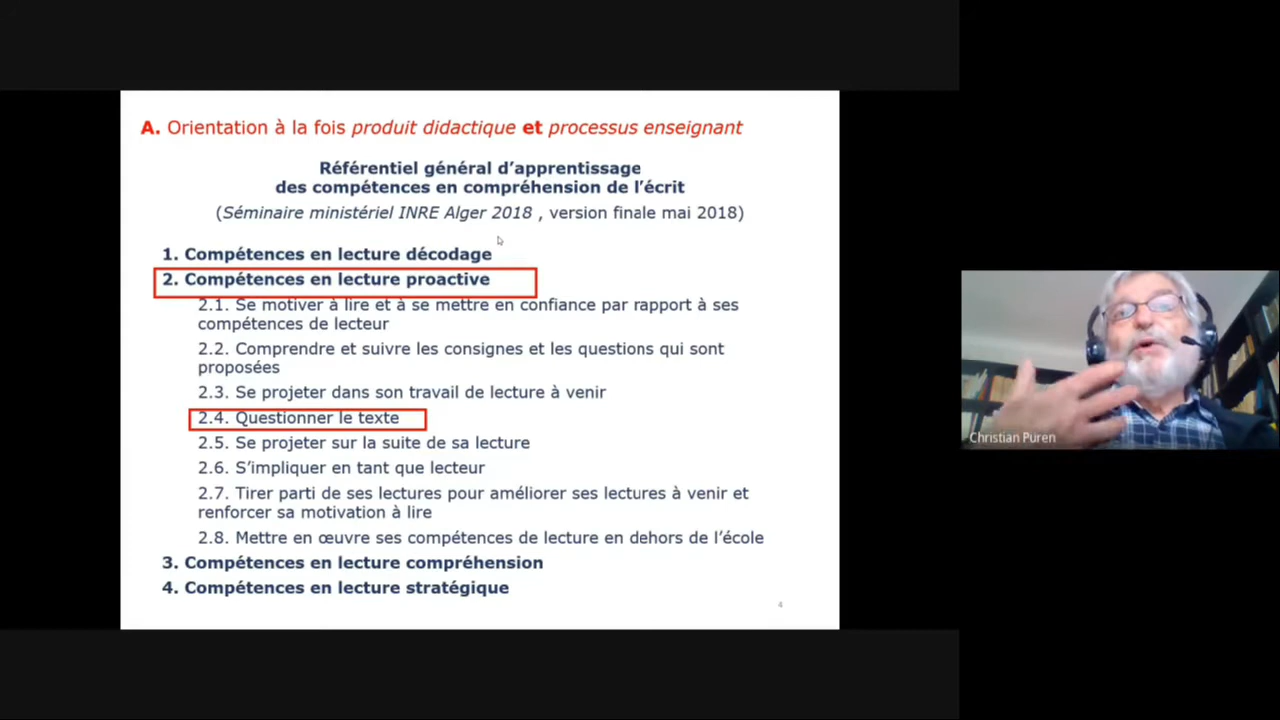 A. Orientation à la fois produit didactique et processus enseignant
Référentiel général d'apprentissage
des compétences en compréhension de l'écrit
(Séminaire ministériel INRE Alger 2018 , version finale mai 2018)
1. Compétences en lecture décodage
2. Compétences en lecture proactive
2.1. Se motiver à lire et à se mettre en confiance par rapport à ses
compétences de lecteur
2.2. Comprendre et suivre les consignes et les questions qui sont
proposées
2.3. Se projeter dans son travail de lecture à venir
2.4. Questionner le texte
2.5. Se projeter sur la suite de sa lecture
2.6. S'impliquer en tant que lecteur
2.7. Tirer parti de ses lectures pour améliorer ses lectures à venir et
renforcer sa motivation à lire
2.8. Mettre en œuvre ses compétences de lecture en dehors de l'école
3. Compétences en lecture compréhension
4. Compétences en lecture stratégique
4
Christian Puren